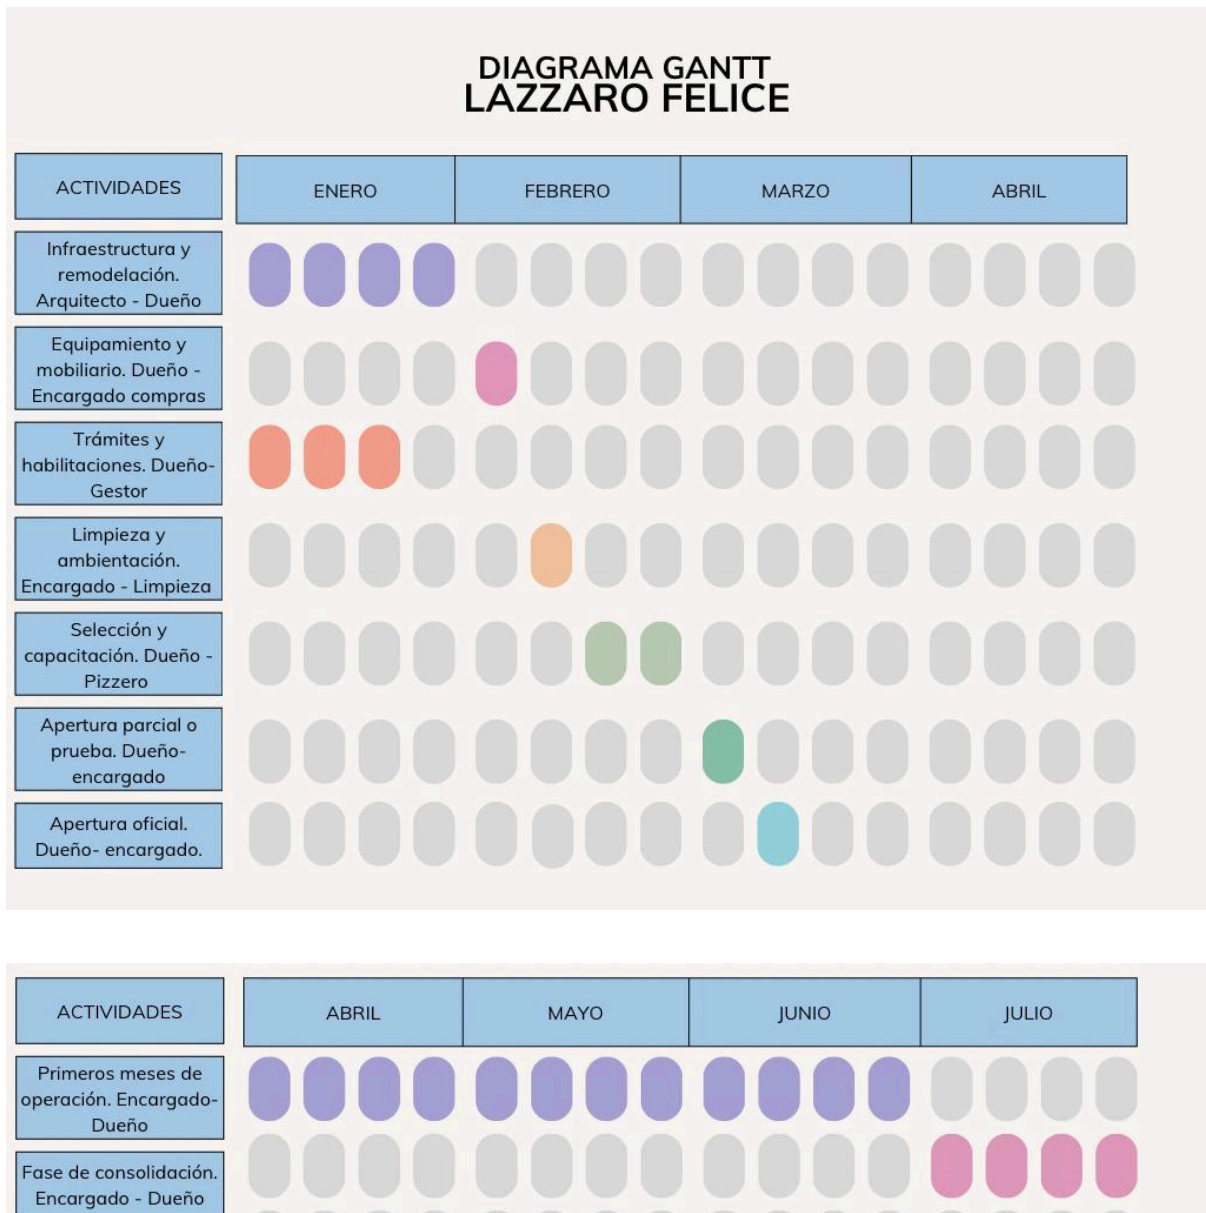 DIAGRAMA GANTT
LAZZARO FELICE
ACTIVIDADES
ENERO
FEBRERO
MARZO
ABRIL
Infraestructura y
remodelación.
Arquitecto - Dueño
Equipamiento y
mobiliario. Dueño -
Encargado compras
Trámites y
habilitaciones. Dueño-
Gestor
Limpieza y
ambientación.
Encargado - Limpieza
Selección y
capacitación. Dueño -
Pizzero
Apertura parcial o
prueba. Dueño-
encargado
Apertura oficial.
Dueño- encargado.
ACTIVIDADES
ABRIL
MAYO
JUNIO
JULIO
Primeros meses de
operación. Encargado-
Dueño
Fase de consolidación.
Encargado - Dueño